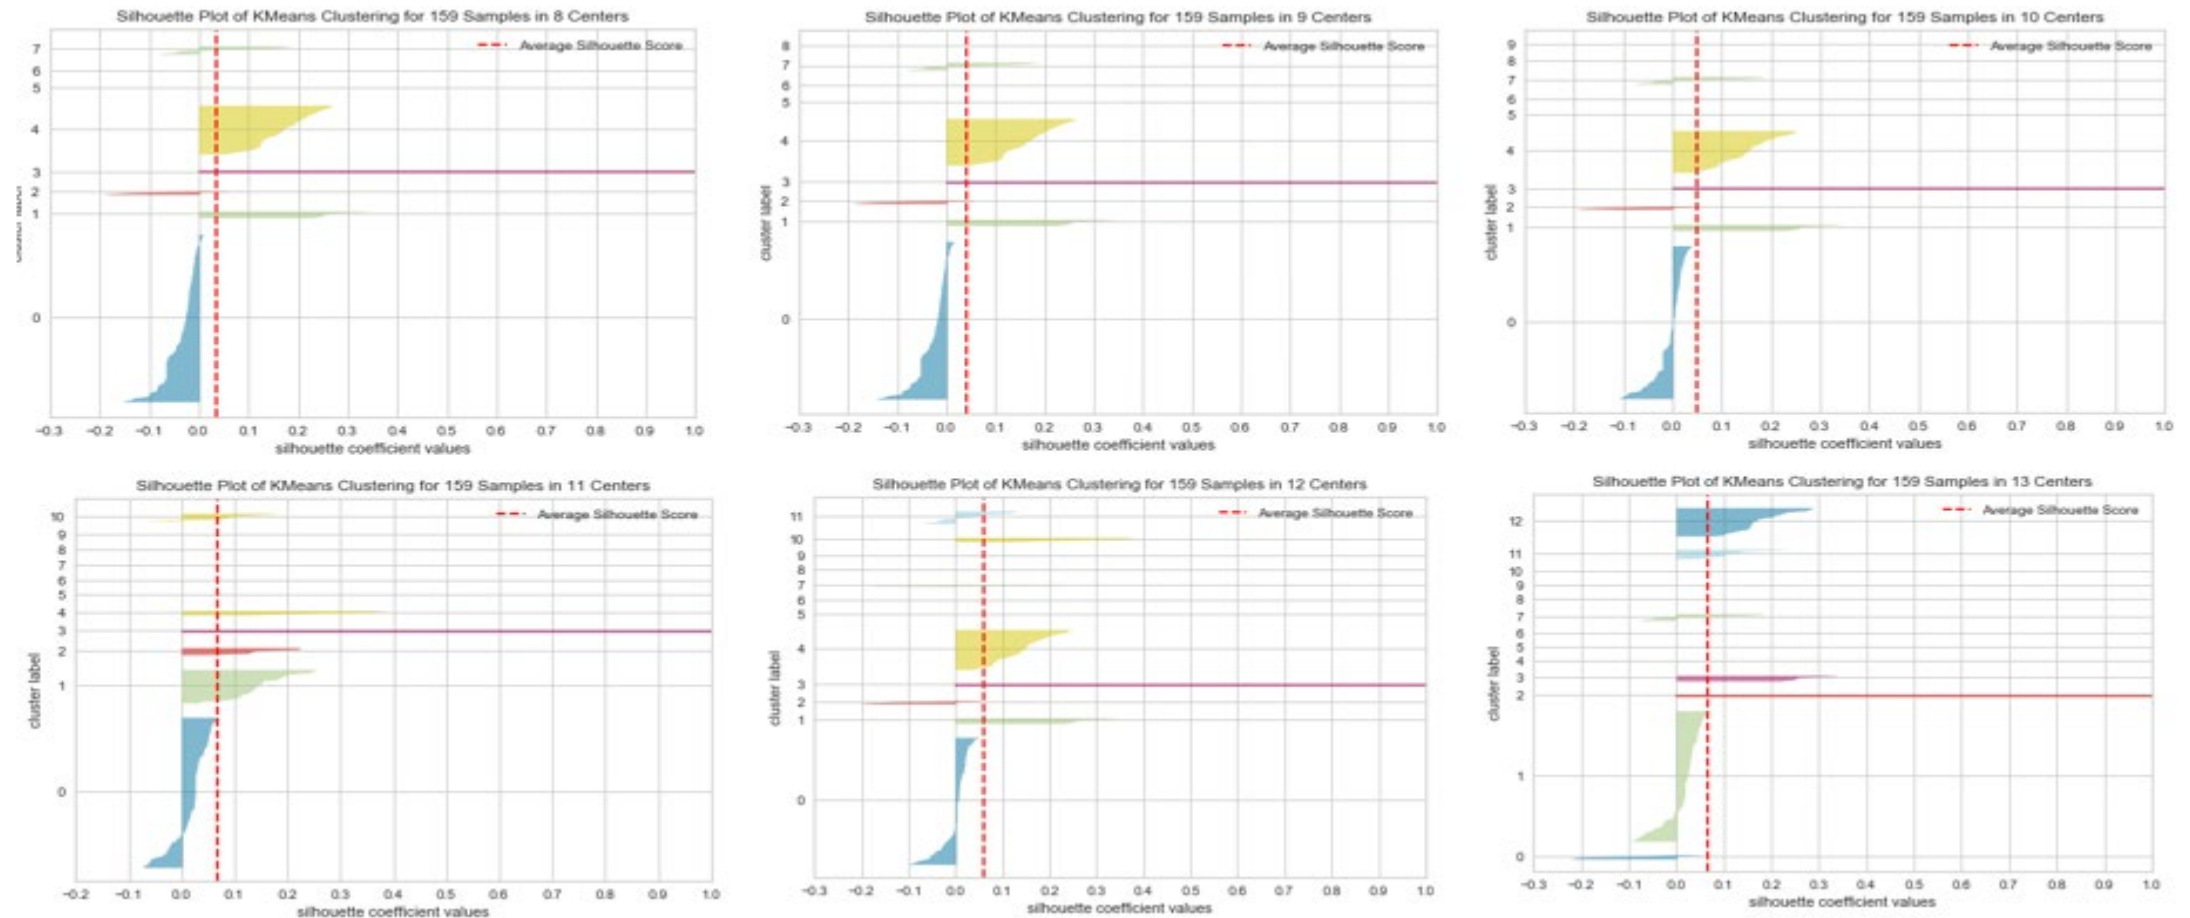 Silhouette Plot of KMeans Clustering for 159 Samples in 8 Centers
Average Silhouette Score
7
6
5
4
3
2
1
0
cluster label
−0.3 −0.2 −0.1 0.0 0.1 0.2 0.3 0.4 0.5 0.6 0.7 0.8 0.9 1.0
silhouette coefficient values
Silhouette Plot of KMeans Clustering for 159 Samples in 9 Centers
Average Silhouette Score
8
7
6
5
4
3
2
1
0
cluster label
−0.3 −0.2 −0.1 0.0 0.1 0.2 0.3 0.4 0.5 0.6 0.7 0.8 0.9 1.0
silhouette coefficient values
Silhouette Plot of KMeans Clustering for 159 Samples in 10 Centers
Average Silhouette Score
9
8
7
6
5
4
3
2
1
0
cluster label
−0.3 −0.2 −0.1 0.0 0.1 0.2 0.3 0.4 0.5 0.6 0.7 0.8 0.9 1.0
silhouette coefficient values
Silhouette Plot of KMeans Clustering for 159 Samples in 11 Centers
Average Silhouette Score
10
9
8
7
6
5
4
3
2
1
0
cluster label
−0.2 −0.1 0.0 0.1 0.2 0.3 0.4 0.5 0.6 0.7 0.8 0.9 1.0
silhouette coefficient values
Silhouette Plot of KMeans Clustering for 159 Samples in 12 Centers
Average Silhouette Score
11
10
9
8
7
6
5
4
3
2
1
0
cluster label
−0.3 −0.2 −0.1 0.0 0.1 0.2 0.3 0.4 0.5 0.6 0.7 0.8 0.9 1.0
silhouette coefficient values
Silhouette Plot of KMeans Clustering for 159 Samples in 13 Centers
Average Silhouette Score
12
11
10
9
8
7
6
5
4
3
2
1
0
cluster label
−0.3 −0.2 −0.1 0.0 0.1 0.2 0.3 0.4 0.5 0.6 0.7 0.8 0.9 1.0
silhouette coefficient values